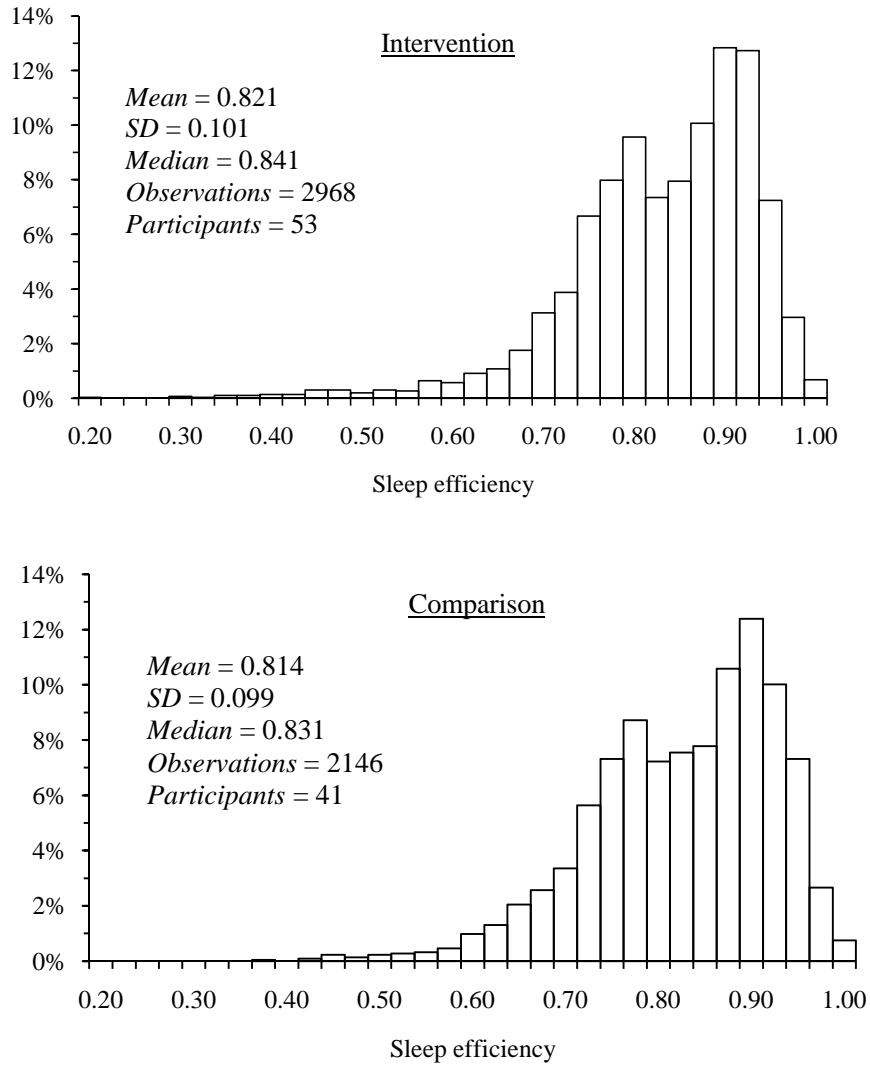 14%
Intervention
12%
Mean = 0.821
SD = 0.101
10%
Median = 0.841
8%
Observations = 2968
Participants = 53
6%
4%
2%
0%
0.20 0.30 0.40 0.50 0.60 0.70 0.80 0.90 1.00
Sleep efficiency
14%
Comparison
12%
Mean = 0.814
10%
SD = 0.099
Median = 0.831
8%
Observations = 2146
Participants = 41
6%
4%
2%
0%
0.20 0.30 0.40 0.50 0.60 0.70 0.80 0.90 1.00
Sleep efficiency